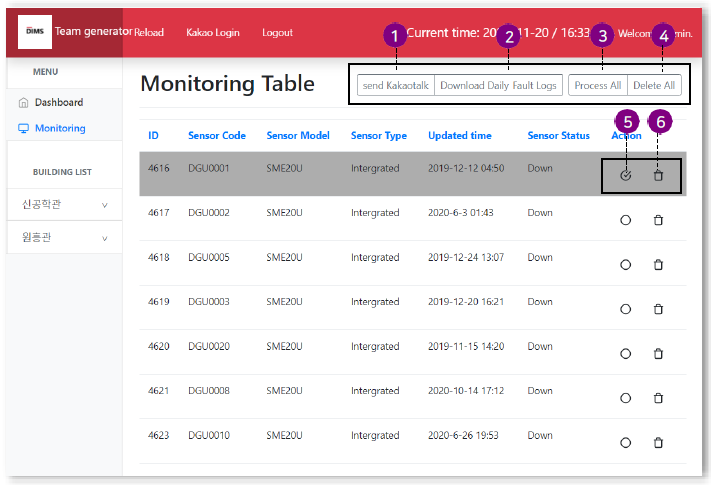 DIMS Team generator Reload Kakao Login Logout Current time: 202 -11-20 / 16:33 Welcom min.
1 2 3 4
MENU
Dashboard
Monitoring
BUILDING LIST
신공학관 v
원흥관 v
Monitoring Table
send Kakaotalk Download Daily Fault Logs Process All Delete All
5 6
ID Sensor Code Sensor Model Sensor Type Updated time Sensor Status Action
4616 DGU0001 SME20U Intergrated 2019-12-12 04:50 Down
4617 DGU0002 SME20U Intergrated 2020-6-3 01:43 Down
4618 DGU0005 SME20U Intergrated 2019-12-24 13:07 Down
4619 DGU0003 SME20U Intergrated 2019-12-20 16:21 Down
4620 DGU0020 SME20U Intergrated 2019-11-15 14:20 Down
4621 DGU0008 SME20U Intergrated 2020-10-14 17:12 Down
4623 DGU0010 SME20U Intergrated 2020-6-26 19:53 Down